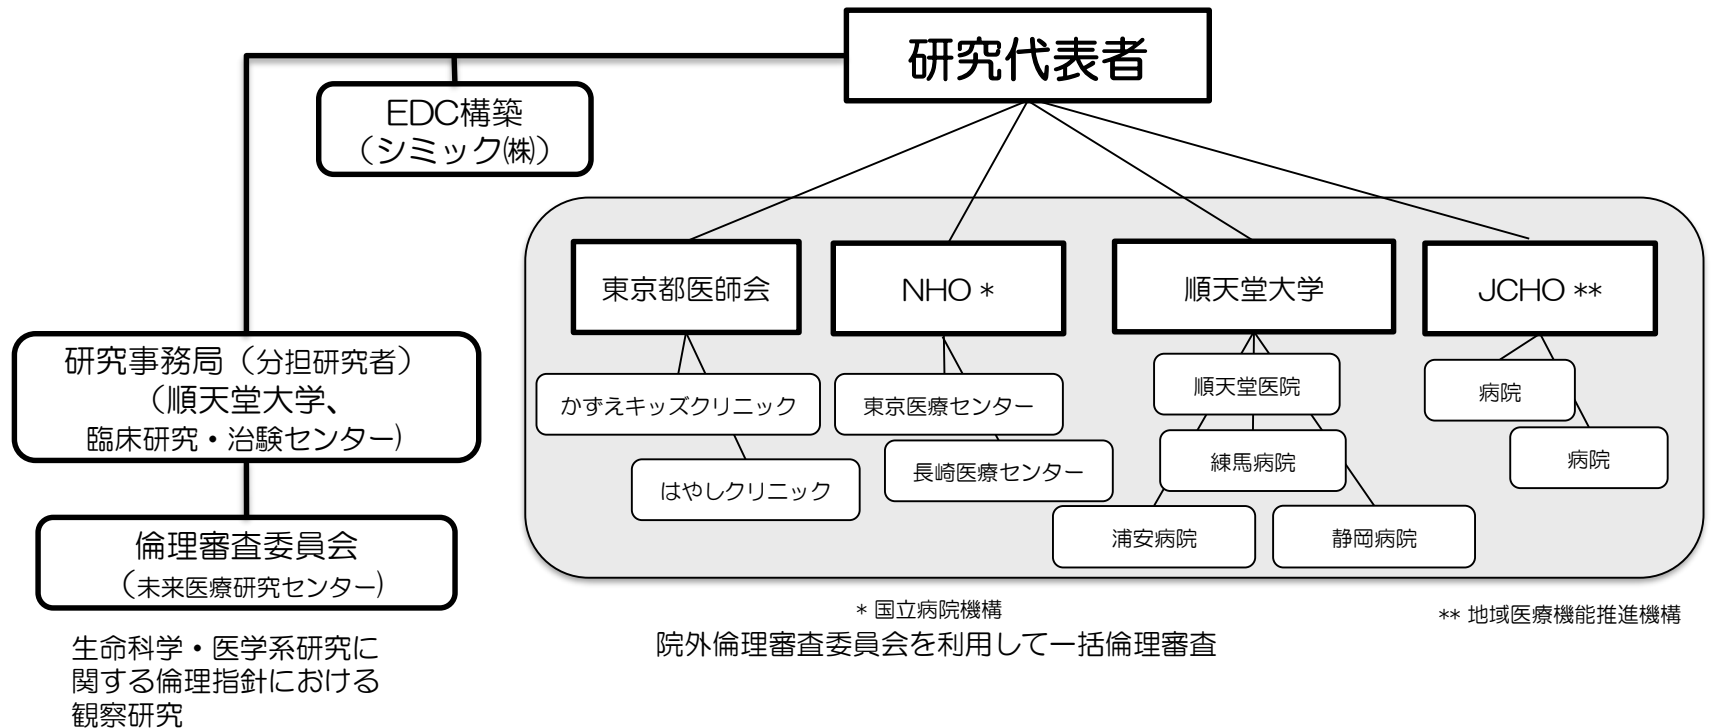 研究代表者
EDC構築
（シミック㈱）
東京都医師会
NHO *
順天堂大学
JCHO **
研究事務局（分担研究者）
（順天堂大学、
臨床研究・治験センター)
かずえキッズクリニック
はやしクリニック
東京医療センター
長崎医療センター
順天堂医院
練馬病院
浦安病院
静岡病院
病院
病院
倫理審査委員会
（未来医療研究センター)
* 国立病院機構
** 地域医療機能推進機構
院外倫理審査委員会を利用して一括倫理審査
生命科学・医学系研究に
関する倫理指針における
観察研究